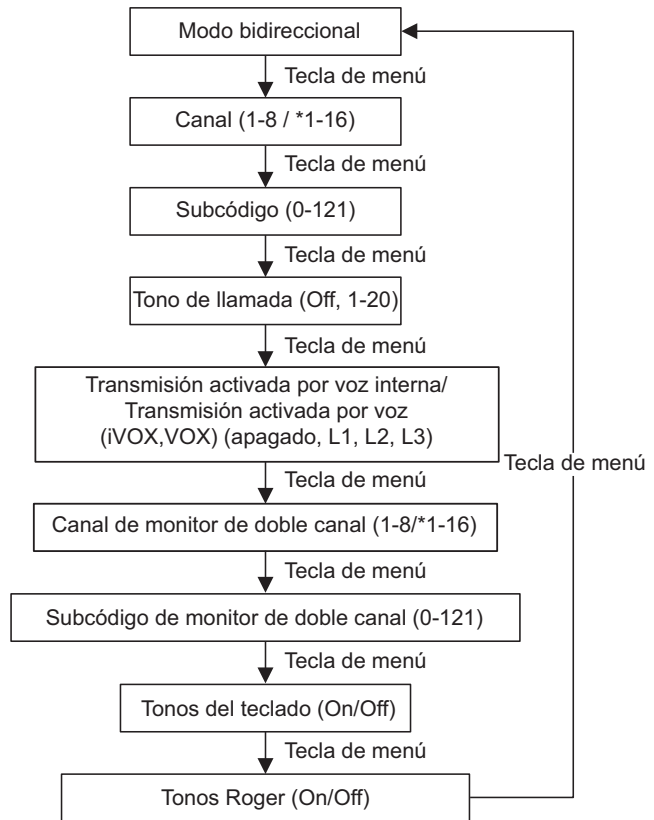 Modo bidireccional
Tecla de menú
Canal (1-8 / *1-16)
Tecla de menú
Subcódigo (0-121)
Tecla de menú
Tono de llamada (Off, 1-20)
Tecla de menú
Transmisión activada por voz interna/
Transmisión activada por voz
(iVOX,VOX) (apagado, L1, L2, L3)
Tecla de menú
Tecla de menú
Canal de monitor de doble canal (1-8/*1-16)
Tecla de menú
Subcódigo de monitor de doble canal (0-121)
Tecla de menú
Tonos del teclado (On/Off)
Tecla de menú
Tonos Roger (On/Off)